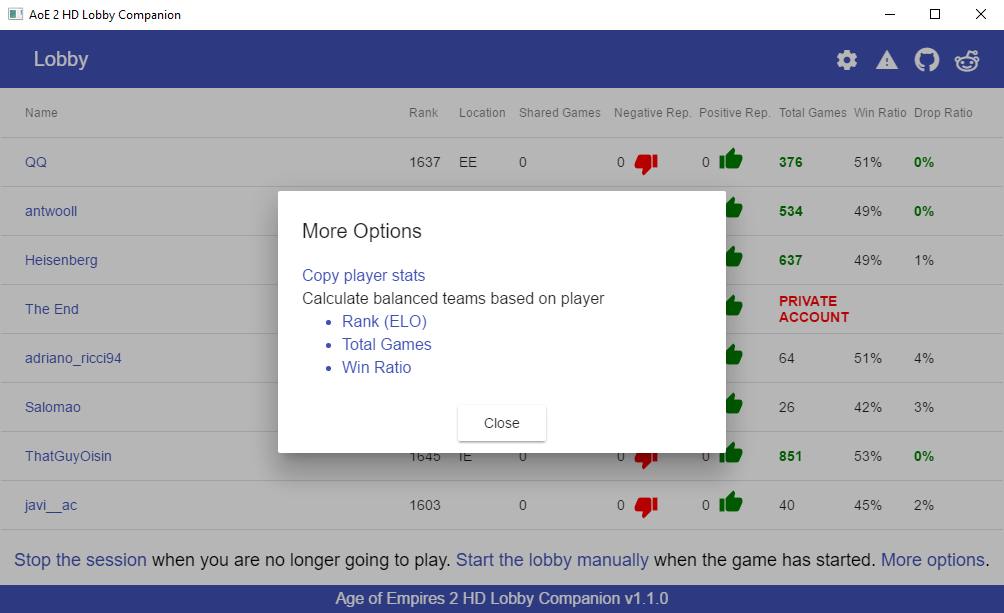 AoE 2 HD Lobby Companion
Lobby
Name Rank Location Shared Games Negative Rep. Positive Rep. Total Games Win Ratio Drop Ratio
QQ 1637 EE 0 0 0 376 51% 0%
antwooll 534 49% 0%
Heisenberg 637 49% 1%
The End PRIVATE
ACCOUNT
adriano_ricci94 64 51% 4%
Salomao 26 42% 3%
ThatGuyOisin 1645 IE 0 0 0 851 53% 0%
javi__ac 1603 0 0 0 40 45% 2%
More Options
Copy player stats
Calculate balanced teams based on player
• Rank (ELO)
• Total Games
• Win Ratio
Close
Stop the session when you are no longer going to play. Start the lobby manually when the game has started. More options.
Age of Empires 2 HD Lobby Companion v1.1.0